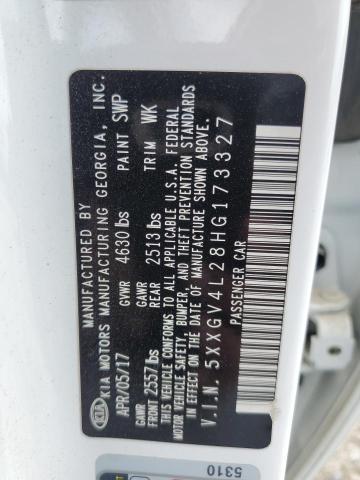 MANUFACTURED BY
KIA MOTORS MANUFACTURING GEORGIA, INC.
APR/05/17 GVWR 4630 lbs PAINT SWP
GAWR FRONT 2557 lbs GAWR REAR 2513 lbs TRIM WK
THIS VEHICLE CONFORMS TO ALL APPLICABLE U.S.A. FEDERAL
MOTOR VEHICLE SAFETY, BUMPER, AND THEFT PREVENTION STANDARDS
IN EFFECT ON THE DATE OF MANUFACTURE SHOWN ABOVE.
V.I.N. 5XXGV4L28HG173327
PASSENGER CAR
KIA
5310